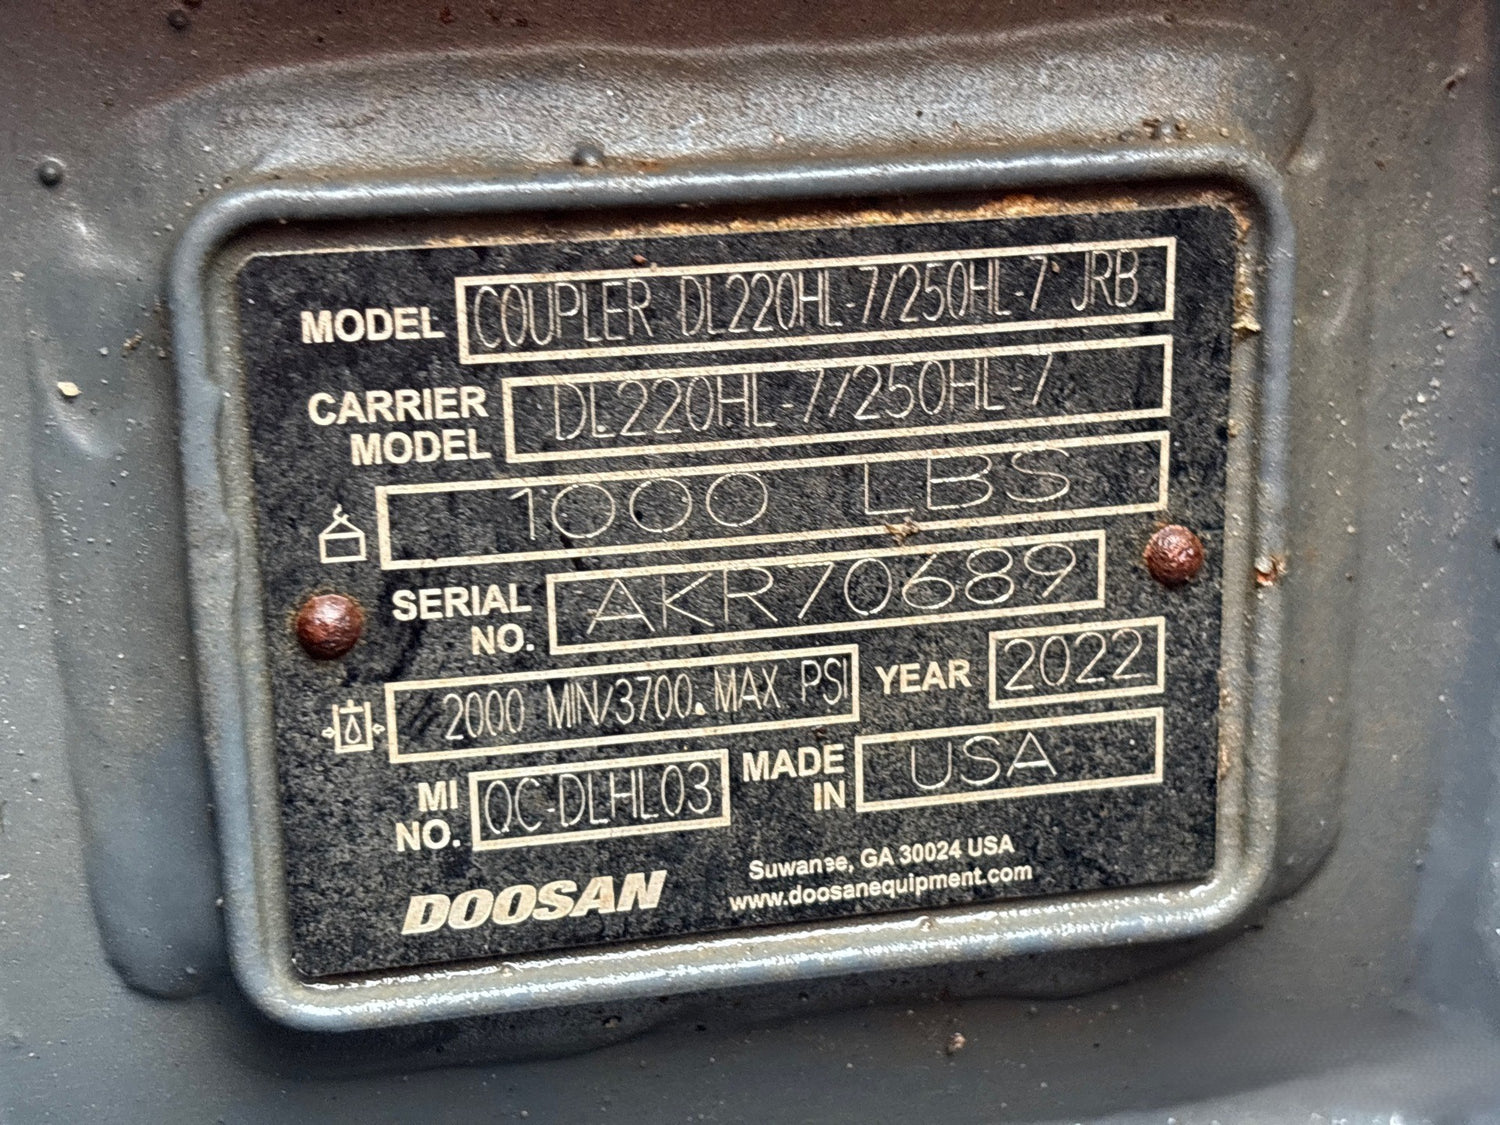 MODEL COUPLER DL220HL-7/250HL-7 JRB
CARRIER MODEL DL220HL-7/250HL-7
1000 LBS
SERIAL NO. AKR70689
2000 MIN/3700 MAX PSI YEAR 2022
MI NO. QC-DLHL03 MADE IN USA
DOOSAN
Suwanee, GA 30024 USA
www.doosanequipment.com